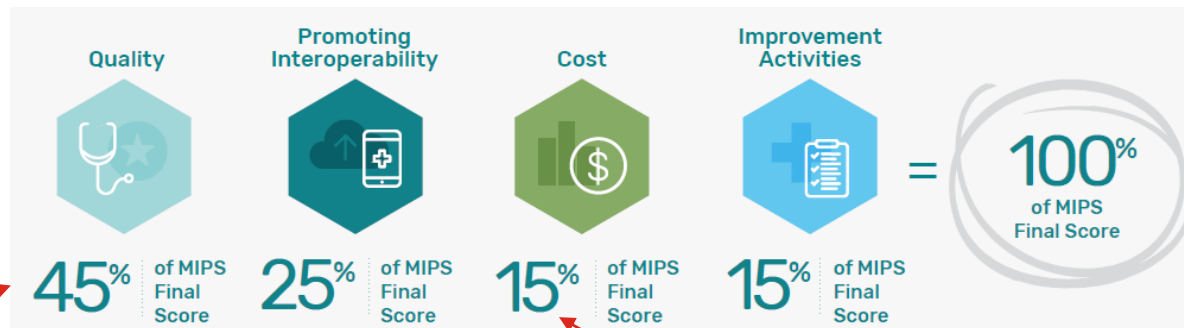 Quality
Promoting
Interoperability
Cost
Improvement
Activities
45%
of MIPS
Final
Score
25%
of MIPS
Final
Score
$
15%
of MIPS
Final
Score
15%
of MIPS
Final
Score
=
100%
of MIPS
Final Score